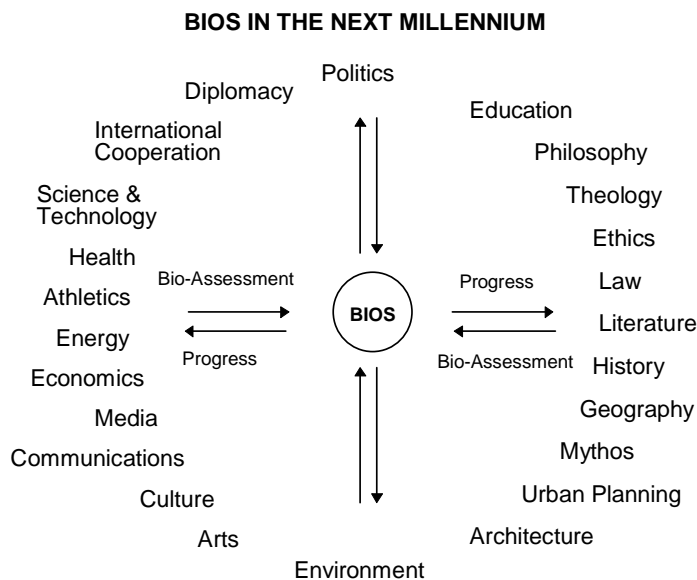 BIOS IN THE NEXT MILLENNIUM
Politics
Diplomacy
Education
International
Cooperation
Philosophy
Science &
Technology
Theology
Ethics
Health
Bio-Assessment
Progress
Law
Athletics
BIOS
Literature
Energy
Progress
Bio-Assessment
History
Economics
Geography
Media
Mythos
Communications
Urban Planning
Culture
Architecture
Arts
Environment